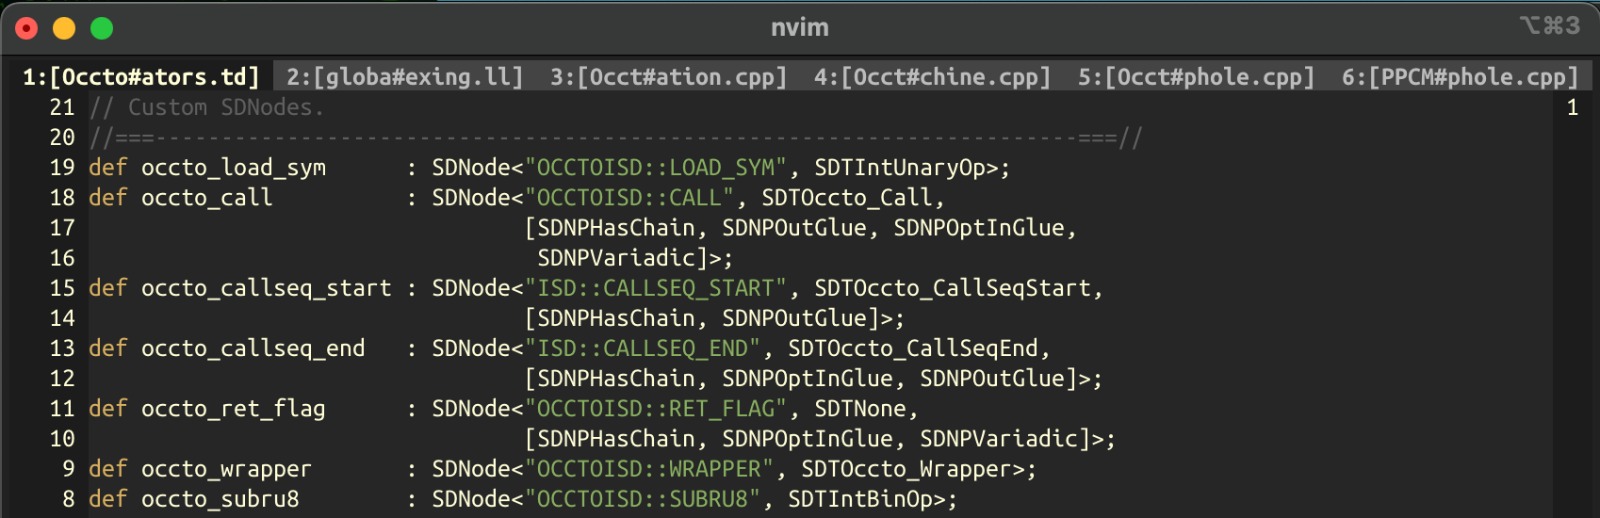 nvim ⌥⌘3
1:[Occto#ators.td] 2:[globa#exing.ll] 3:[Occt#ation.cpp] 4:[Occt#chine.cpp] 5:[Occt#phole.cpp] 6:[PPCM#phole.cpp]
21 // Custom SDNodes. 1
20 //===----------------------------------------------------------------------===//
19 def occto_load_sym      : SDNode<"OCCTOISD::LOAD_SYM", SDTIntUnaryOp>;
18 def occto_call          : SDNode<"OCCTOISD::CALL", SDTOccto_Call,
17                                  [SDNPHasChain, SDNPOutGlue, SDNPOptInGlue,
16                                   SDNPVariadic]>;
15 def occto_callseq_start : SDNode<"ISD::CALLSEQ_START", SDTOccto_CallSeqStart,
14                                  [SDNPHasChain, SDNPOutGlue]>;
13 def occto_callseq_end   : SDNode<"ISD::CALLSEQ_END", SDTOccto_CallSeqEnd,
12                                  [SDNPHasChain, SDNPOptInGlue, SDNPOutGlue]>;
11 def occto_ret_flag      : SDNode<"OCCTOISD::RET_FLAG", SDTNone,
10                                  [SDNPHasChain, SDNPOptInGlue, SDNPVariadic]>;
9 def occto_wrapper       : SDNode<"OCCTOISD::WRAPPER", SDTOccto_Wrapper>;
8 def occto_subru8        : SDNode<"OCCTOISD::SUBRU8", SDTIntBinOp>;